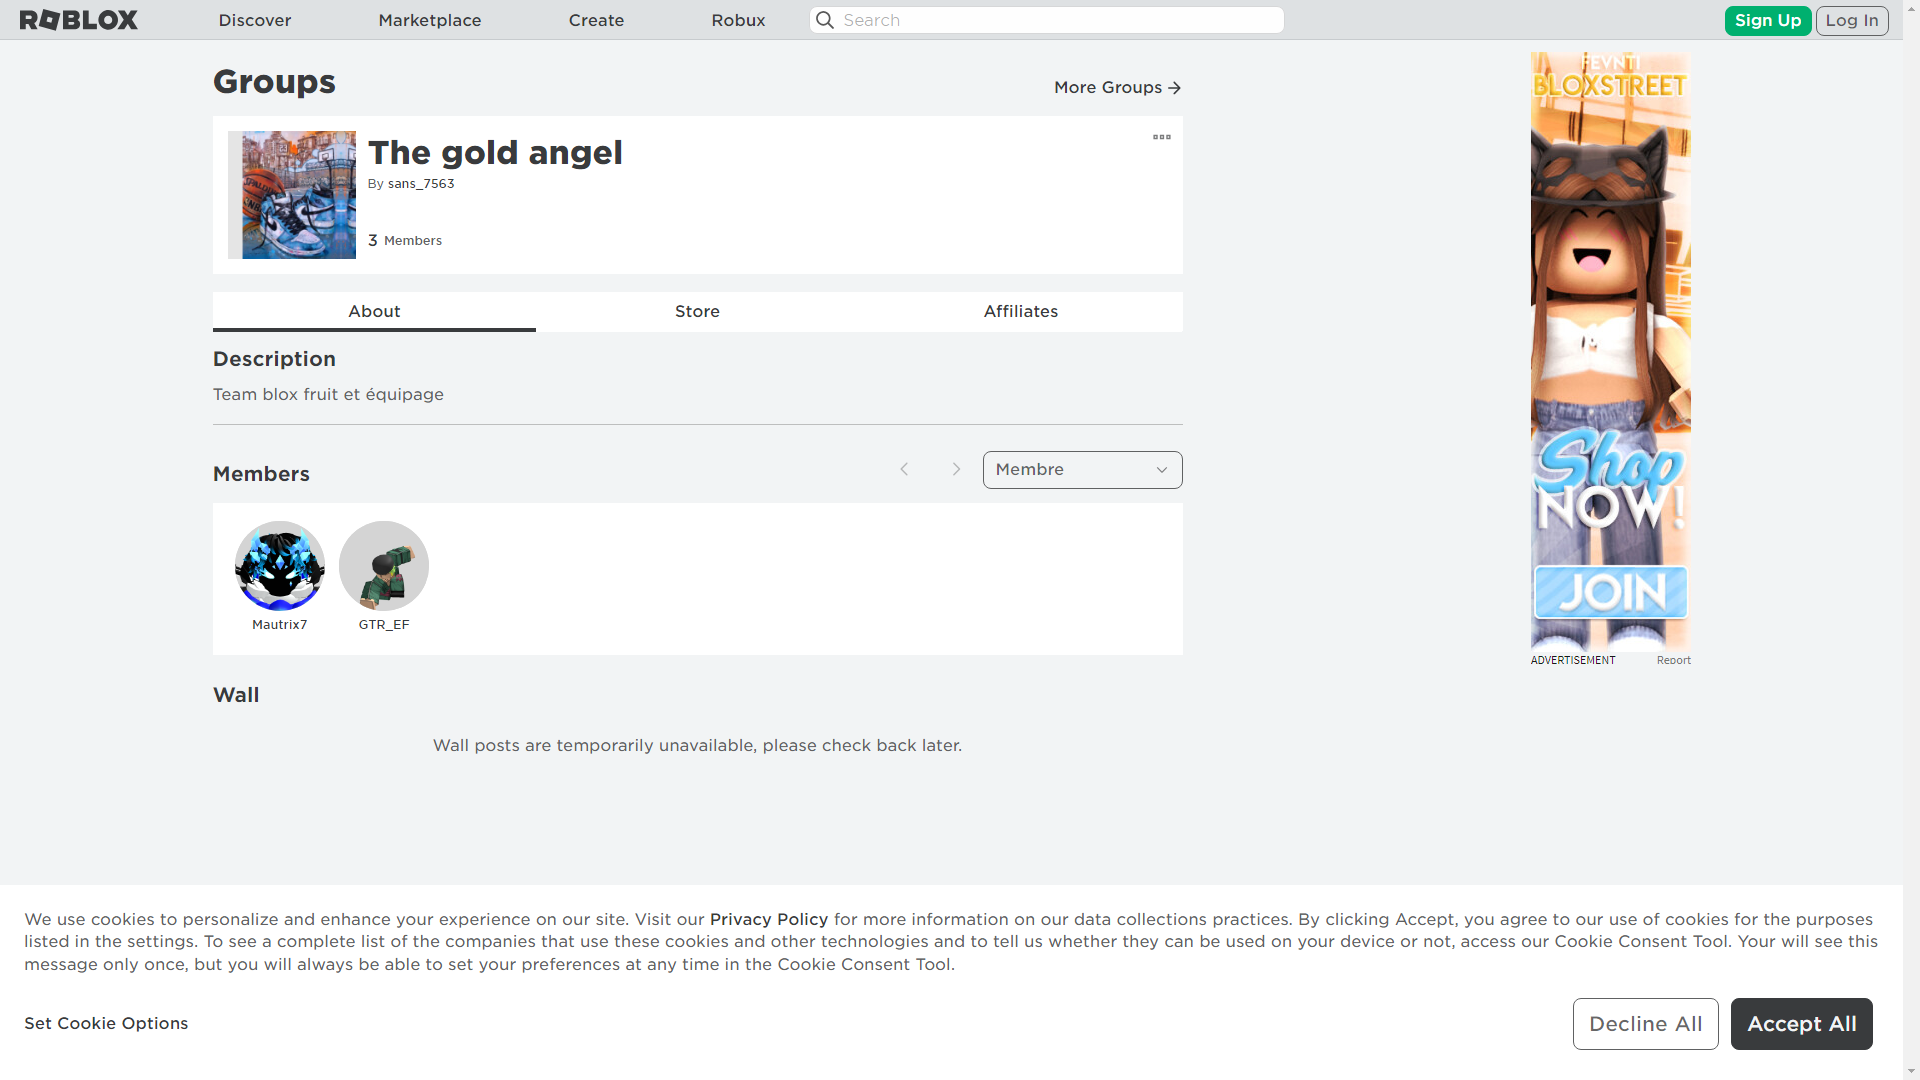 ROBLOX
Discover
Marketplace
Create
Robux
Search
Sign Up
Log In
Groups
More Groups
The gold angel
By sans_7563
3 Members
About
Store
Affiliates
Description
Team blox fruit et équipage
Members
Membre
Mautrix7
GTR_EF
Wall
Wall posts are temporarily unavailable, please check back later.
FEVNTI
BLOXSTREET
Shop
NOW!
JOIN
ADVERTISEMENT
Report
We use cookies to personalize and enhance your experience on our site. Visit our Privacy Policy for more information on our data collections practices. By clicking Accept, you agree to our use of cookies for the purposes
listed in the settings. To see a complete list of the companies that use these cookies and other technologies and to tell us whether they can be used on your device or not, access our Cookie Consent Tool. Your will see this
message only once, but you will always be able to set your preferences at any time in the Cookie Consent Tool.
Set Cookie Options
Decline All
Accept All